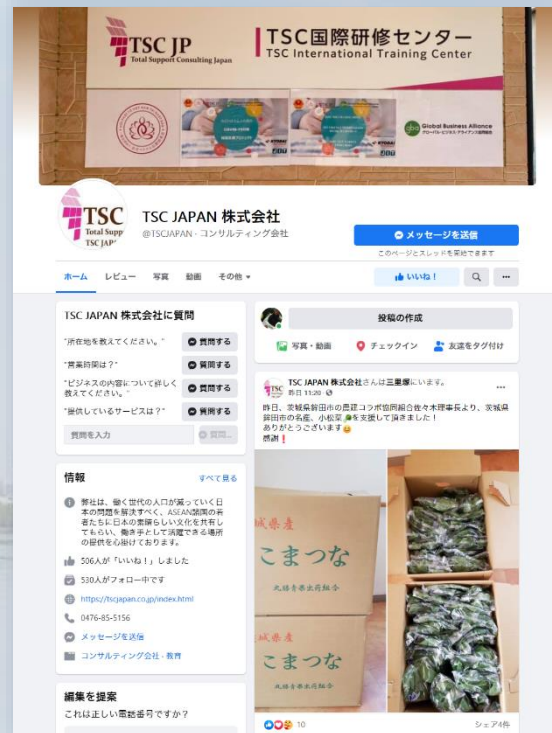 TSC JP
Total Support Consulting Japan
TSC国際研修センター
TSC International Training Center
Global Business Alliance
TSC
Total Supp
TSC JAP
TSC JAPAN 株式会社
@TSCJAPAN · コンサルティング会社
メッセージを送信
このページとスレッドを開始できます
ホーム レビュー 写真 動画 その他
いいね！
TSC JAPAN 株式会社に質問
"所在地を教えてください。" 質問する
"営業時間は？" 質問する
"ビジネスの内容について詳しく
教えてください。" 質問する
"提供しているサービスは？" 質問する
質問を入力 質問...
情報 すべて見る
弊社は、働く世代の人口が減っていく日
本の問題を解決すべく、ASEAN諸国の若
者たちに日本の素晴らしい文化を共有し
てもらい、働き手として活躍できる場所
の提供を心掛けております。
506人が「いいね！」しました
530人がフォロー中です
https://tscjapan.co.jp/index.html
0476-85-5156
メッセージを送信
コンサルティング会社 · 教育
編集を提案
これは正しい電話番号ですか？
投稿の作成
写真・動画 チェックイン 友達をタグ付け
TSC JAPAN 株式会社さんは三里塚にいます。
昨日 11:20
昨日、茨城県鉾田市の農蔬コラボ協同組合佐々木理事長より、茨城県
鉾田市の名産、小松菜を支援して頂きました！
ありがとうございます
感謝！
城県産
こまつな
城県産
こまつな
10 シェア4件